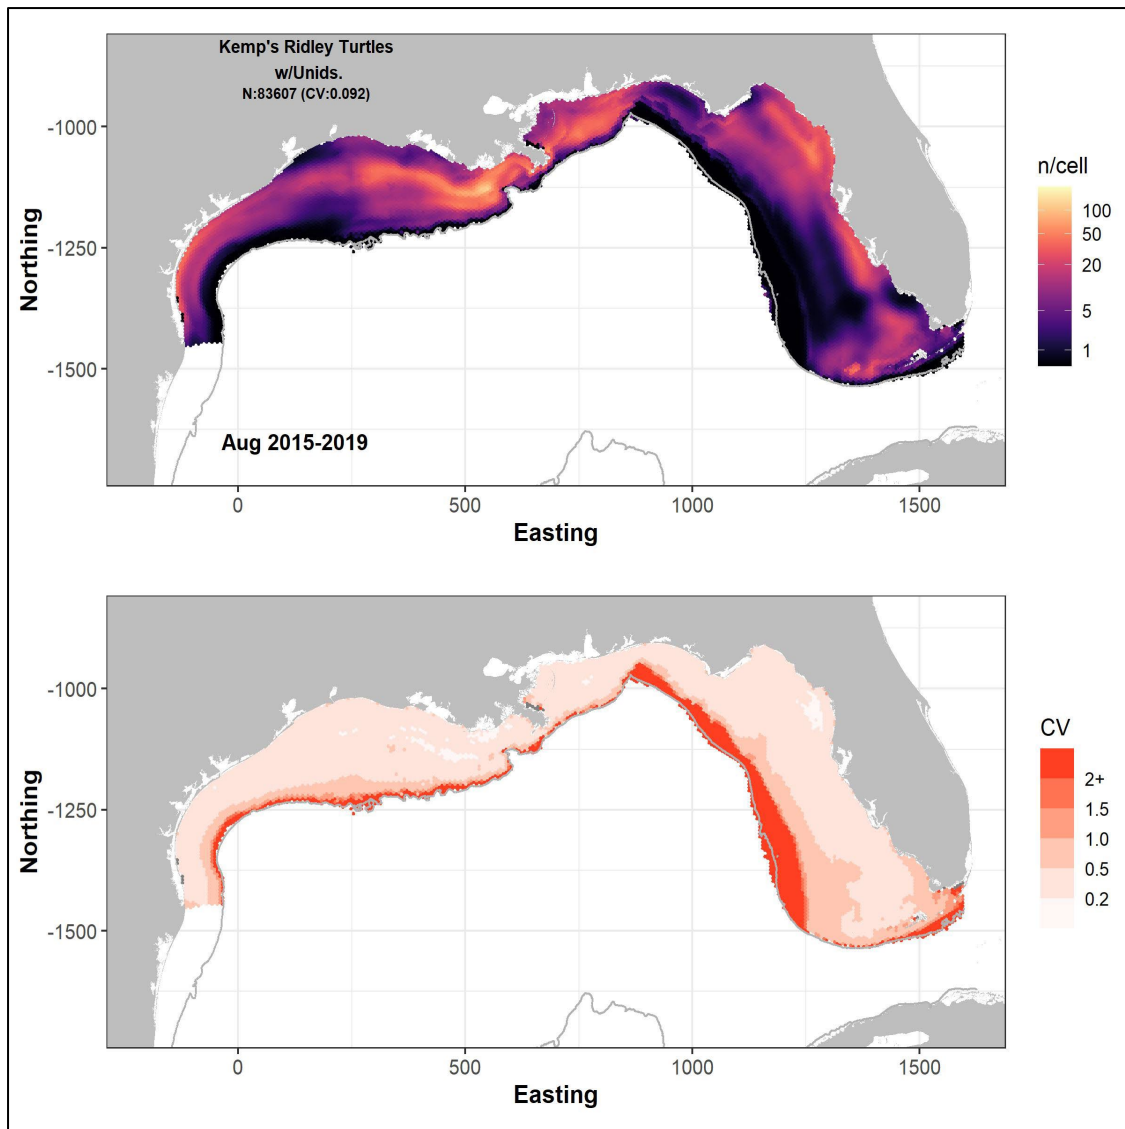 Kemp's Ridley Turtles
w/Unids.
N:83607 (CV:0.092)
-1000
-1250
-1500
Northing
Aug 2015-2019
0
500
1000
1500
Easting
n/cell
100
50
20
5
1
-1000
-1250
-1500
Northing
0
500
1000
1500
Easting
CV
2+
1.5
1.0
0.5
0.2